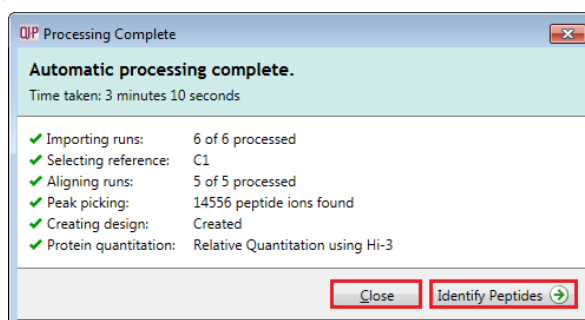 QIP Processing Complete
Automatic processing complete.
Time taken: 3 minutes 10 seconds
Importing runs: 6 of 6 processed
Selecting reference: C1
Aligning runs: 5 of 5 processed
Peak picking: 14556 peptide ions found
Creating design: Created
Protein quantitation: Relative Quantitation using Hi-3
Close Identify Peptides